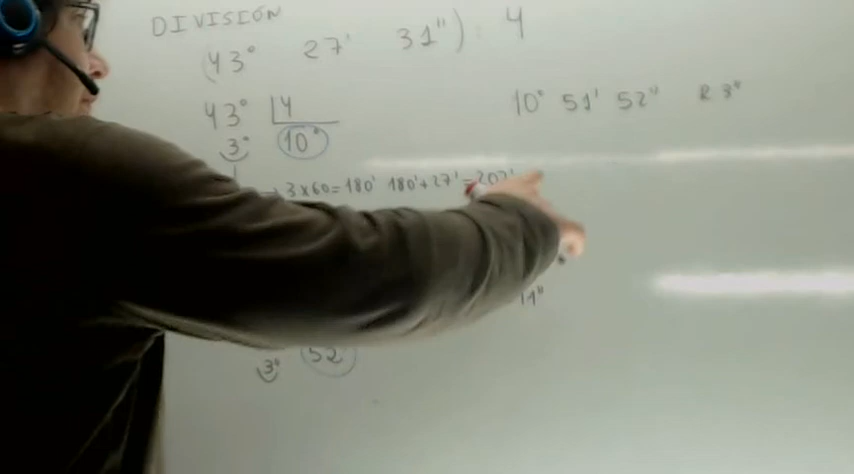 DIVISIÓN
(43° 27' 31") : 4
43° 4
10° 51' 52" R 3"
3° 10°
→ 3x60=180' 180'+27'=207'
3" 52"